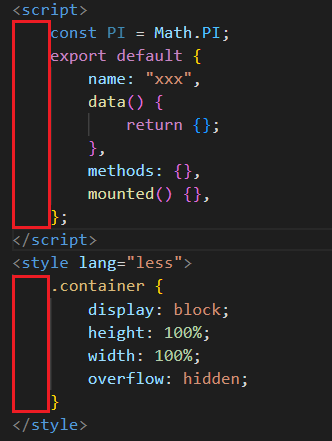 <script>
    const PI = Math.PI;
    export default {
        name: "xxx",
        data() {
            return {};
        },
        methods: {},
        mounted() {},
    };
</script>
<style lang="less">
    .container {
        display: block;
        height: 100%;
        width: 100%;
        overflow: hidden;
    }
</style>